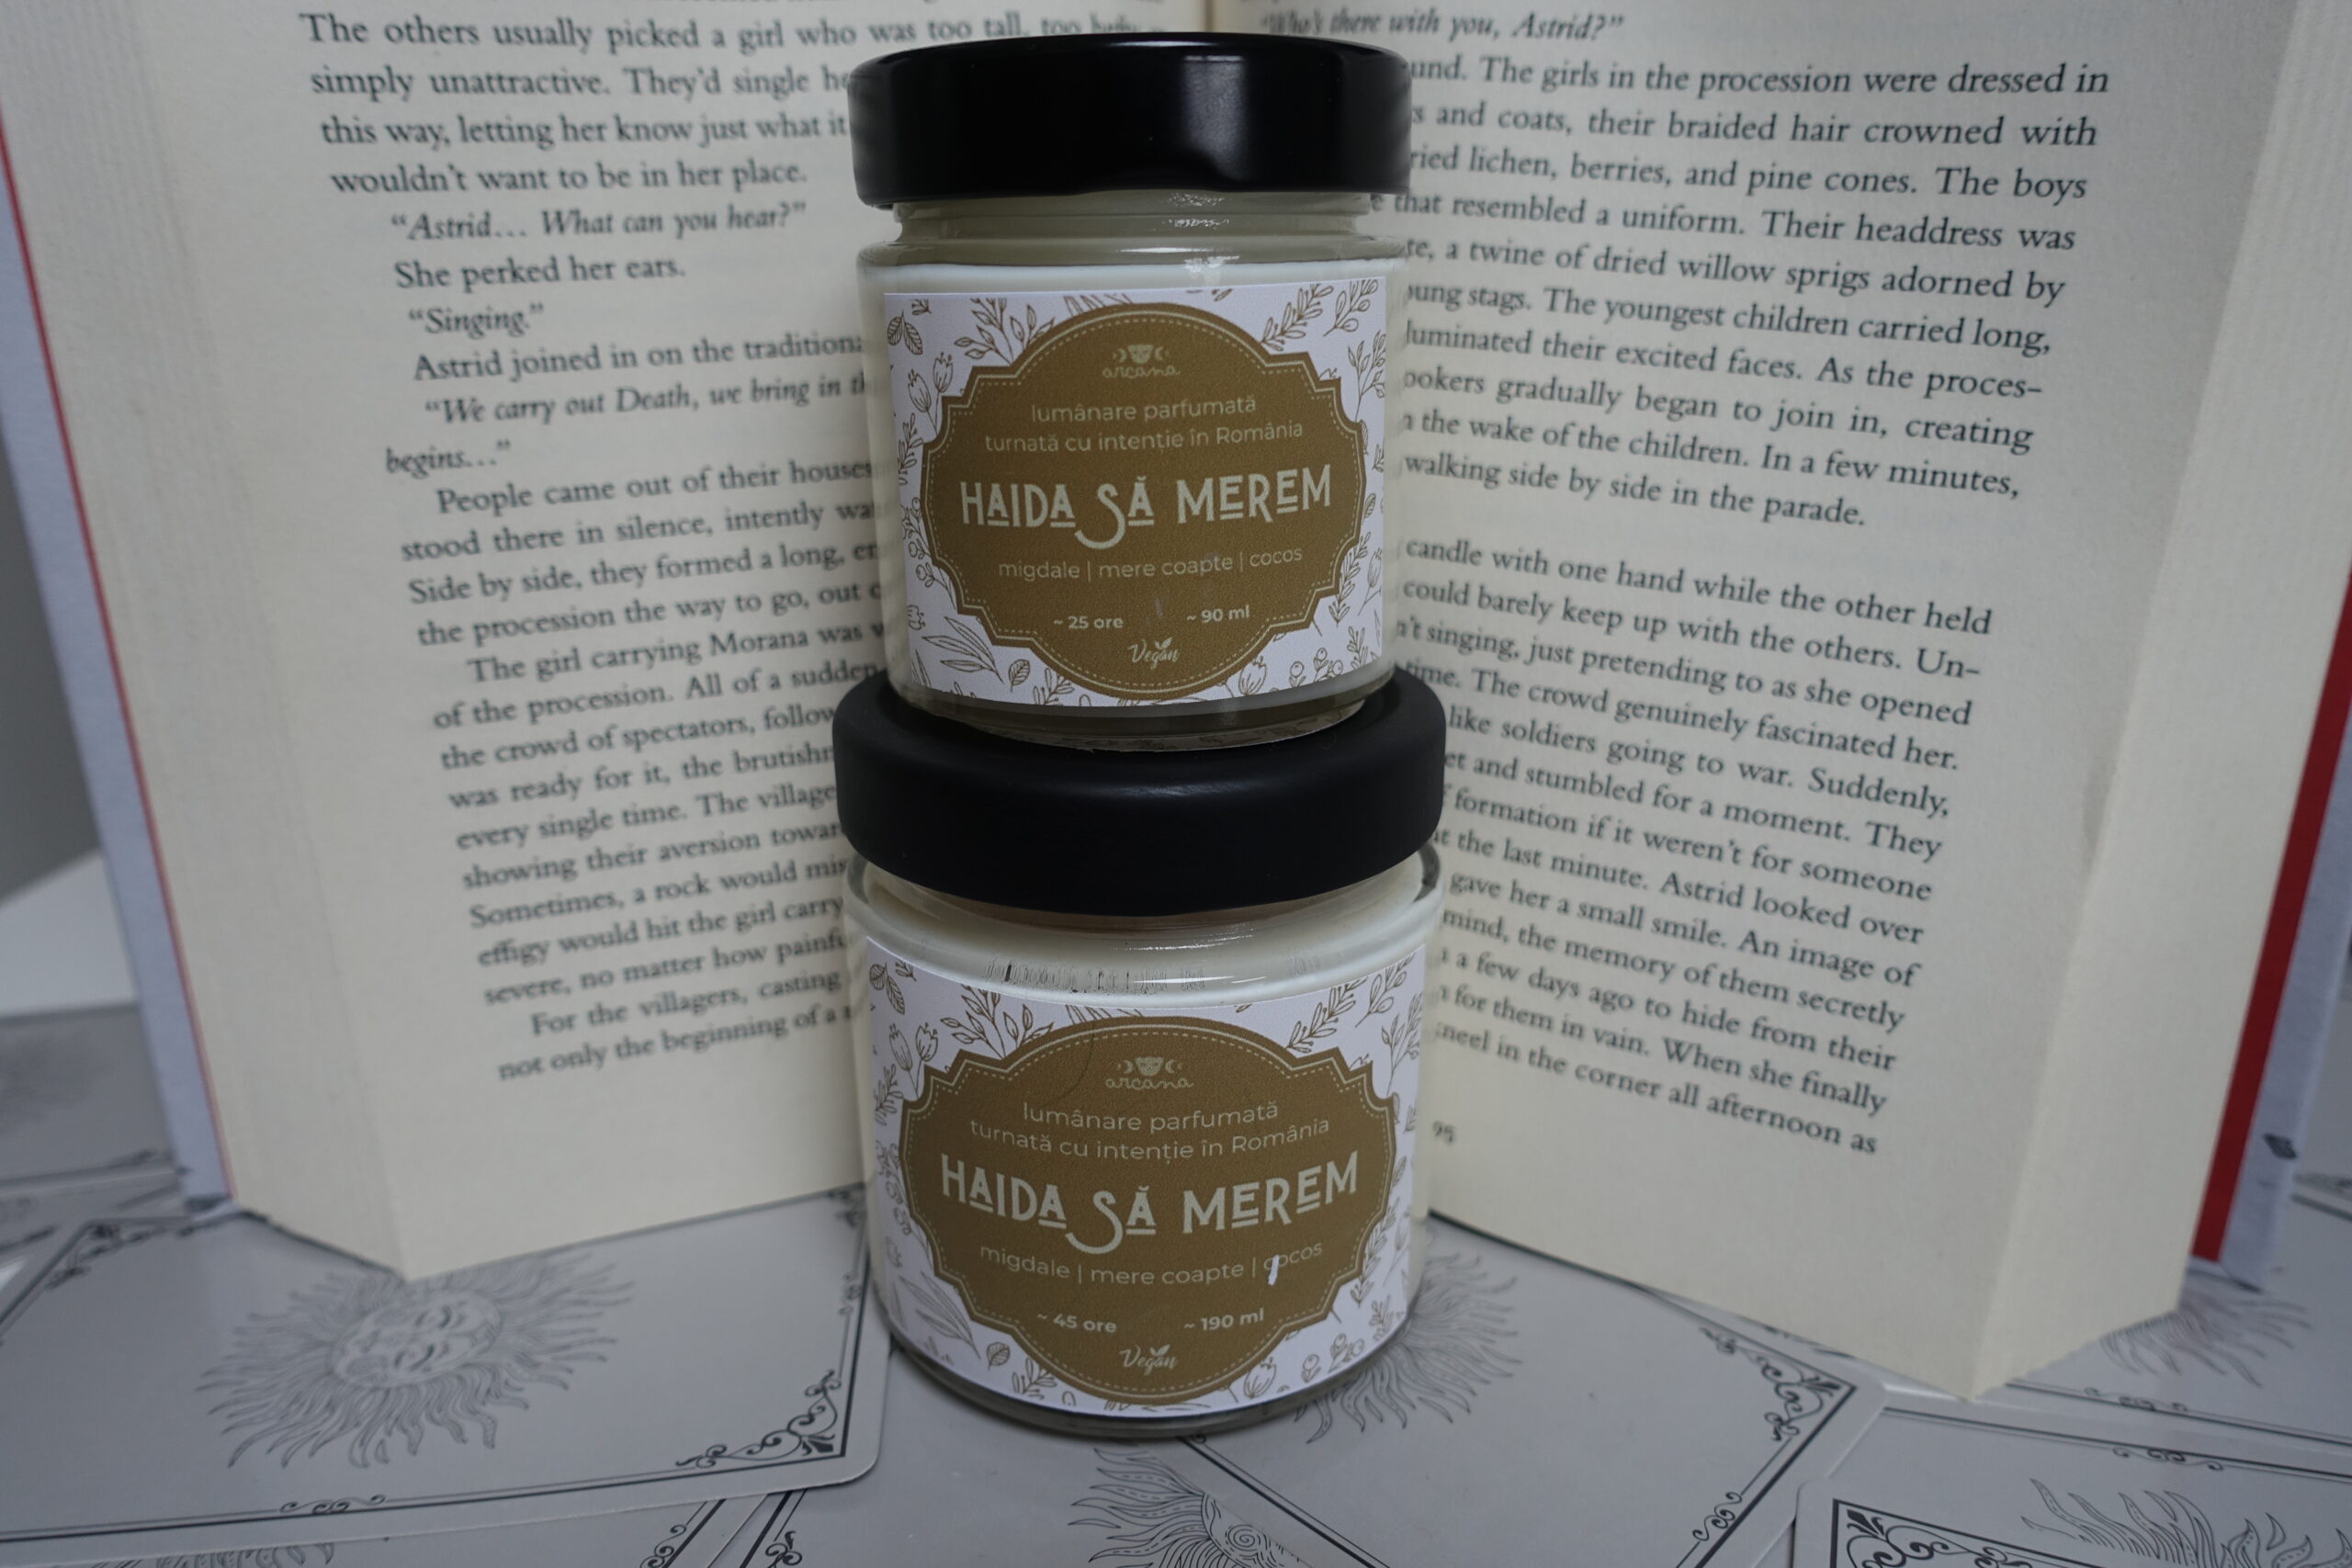 The others usually picked a girl who was too tall, too
simply unattractive. They'd single
this way, letting her know just what it
wouldn't want to be in her place.
“Astrid… What can you hear?”
She perked her ears.
“Singing.”
Astrid joined in on the
“We carry out Death, we bring in
begins…”
People came out of their houses
stood there in silence, intently
Side by side, they formed a long,
the procession the way to go, out
The girl carrying Morana was
of the procession. All of a sudden
the crowd of spectators,
was ready for it, the
every single time. The
showing their aversion
Sometimes, a rock would
effigy would hit the girl
severe, no matter how
For the villagers, casting
not only the beginning of a
“Who's there with you, Astrid?”
The girls in the procession were dressed in
and coats, their braided hair crowned with
lichen, berries, and pine cones. The boys
that resembled a uniform. Their headdress was
a twine of dried willow sprigs adorned by
stags. The youngest children carried long,
their excited faces. As the proces-
gradually began to join in, creating
the wake of the children. In a few minutes,
walking side by side in the parade.
candle with one hand while the other held
could barely keep up with the others. Un-
singing, just pretending to as she opened
The crowd genuinely fascinated her.
like soldiers going to war. Suddenly,
and stumbled for a moment. They
formation if it weren't for someone
the last minute. Astrid looked over
gave her a small smile. An image of
mind, the memory of them secretly
a few days ago to hide from their
for them in vain. When she finally
in the corner all afternoon as
95
arcana
lumânare parfumată
turnată cu intenție în România
HAIDA SĂ MEREM
migdale | mere coapte | cocos
~ 25 ore ~ 90 ml
Vegan
arcana
lumânare parfumată
turnată cu intenție în România
HAIDA SĂ MEREM
migdale | mere coapte | cocos
~ 45 ore ~ 190 ml
Vegan